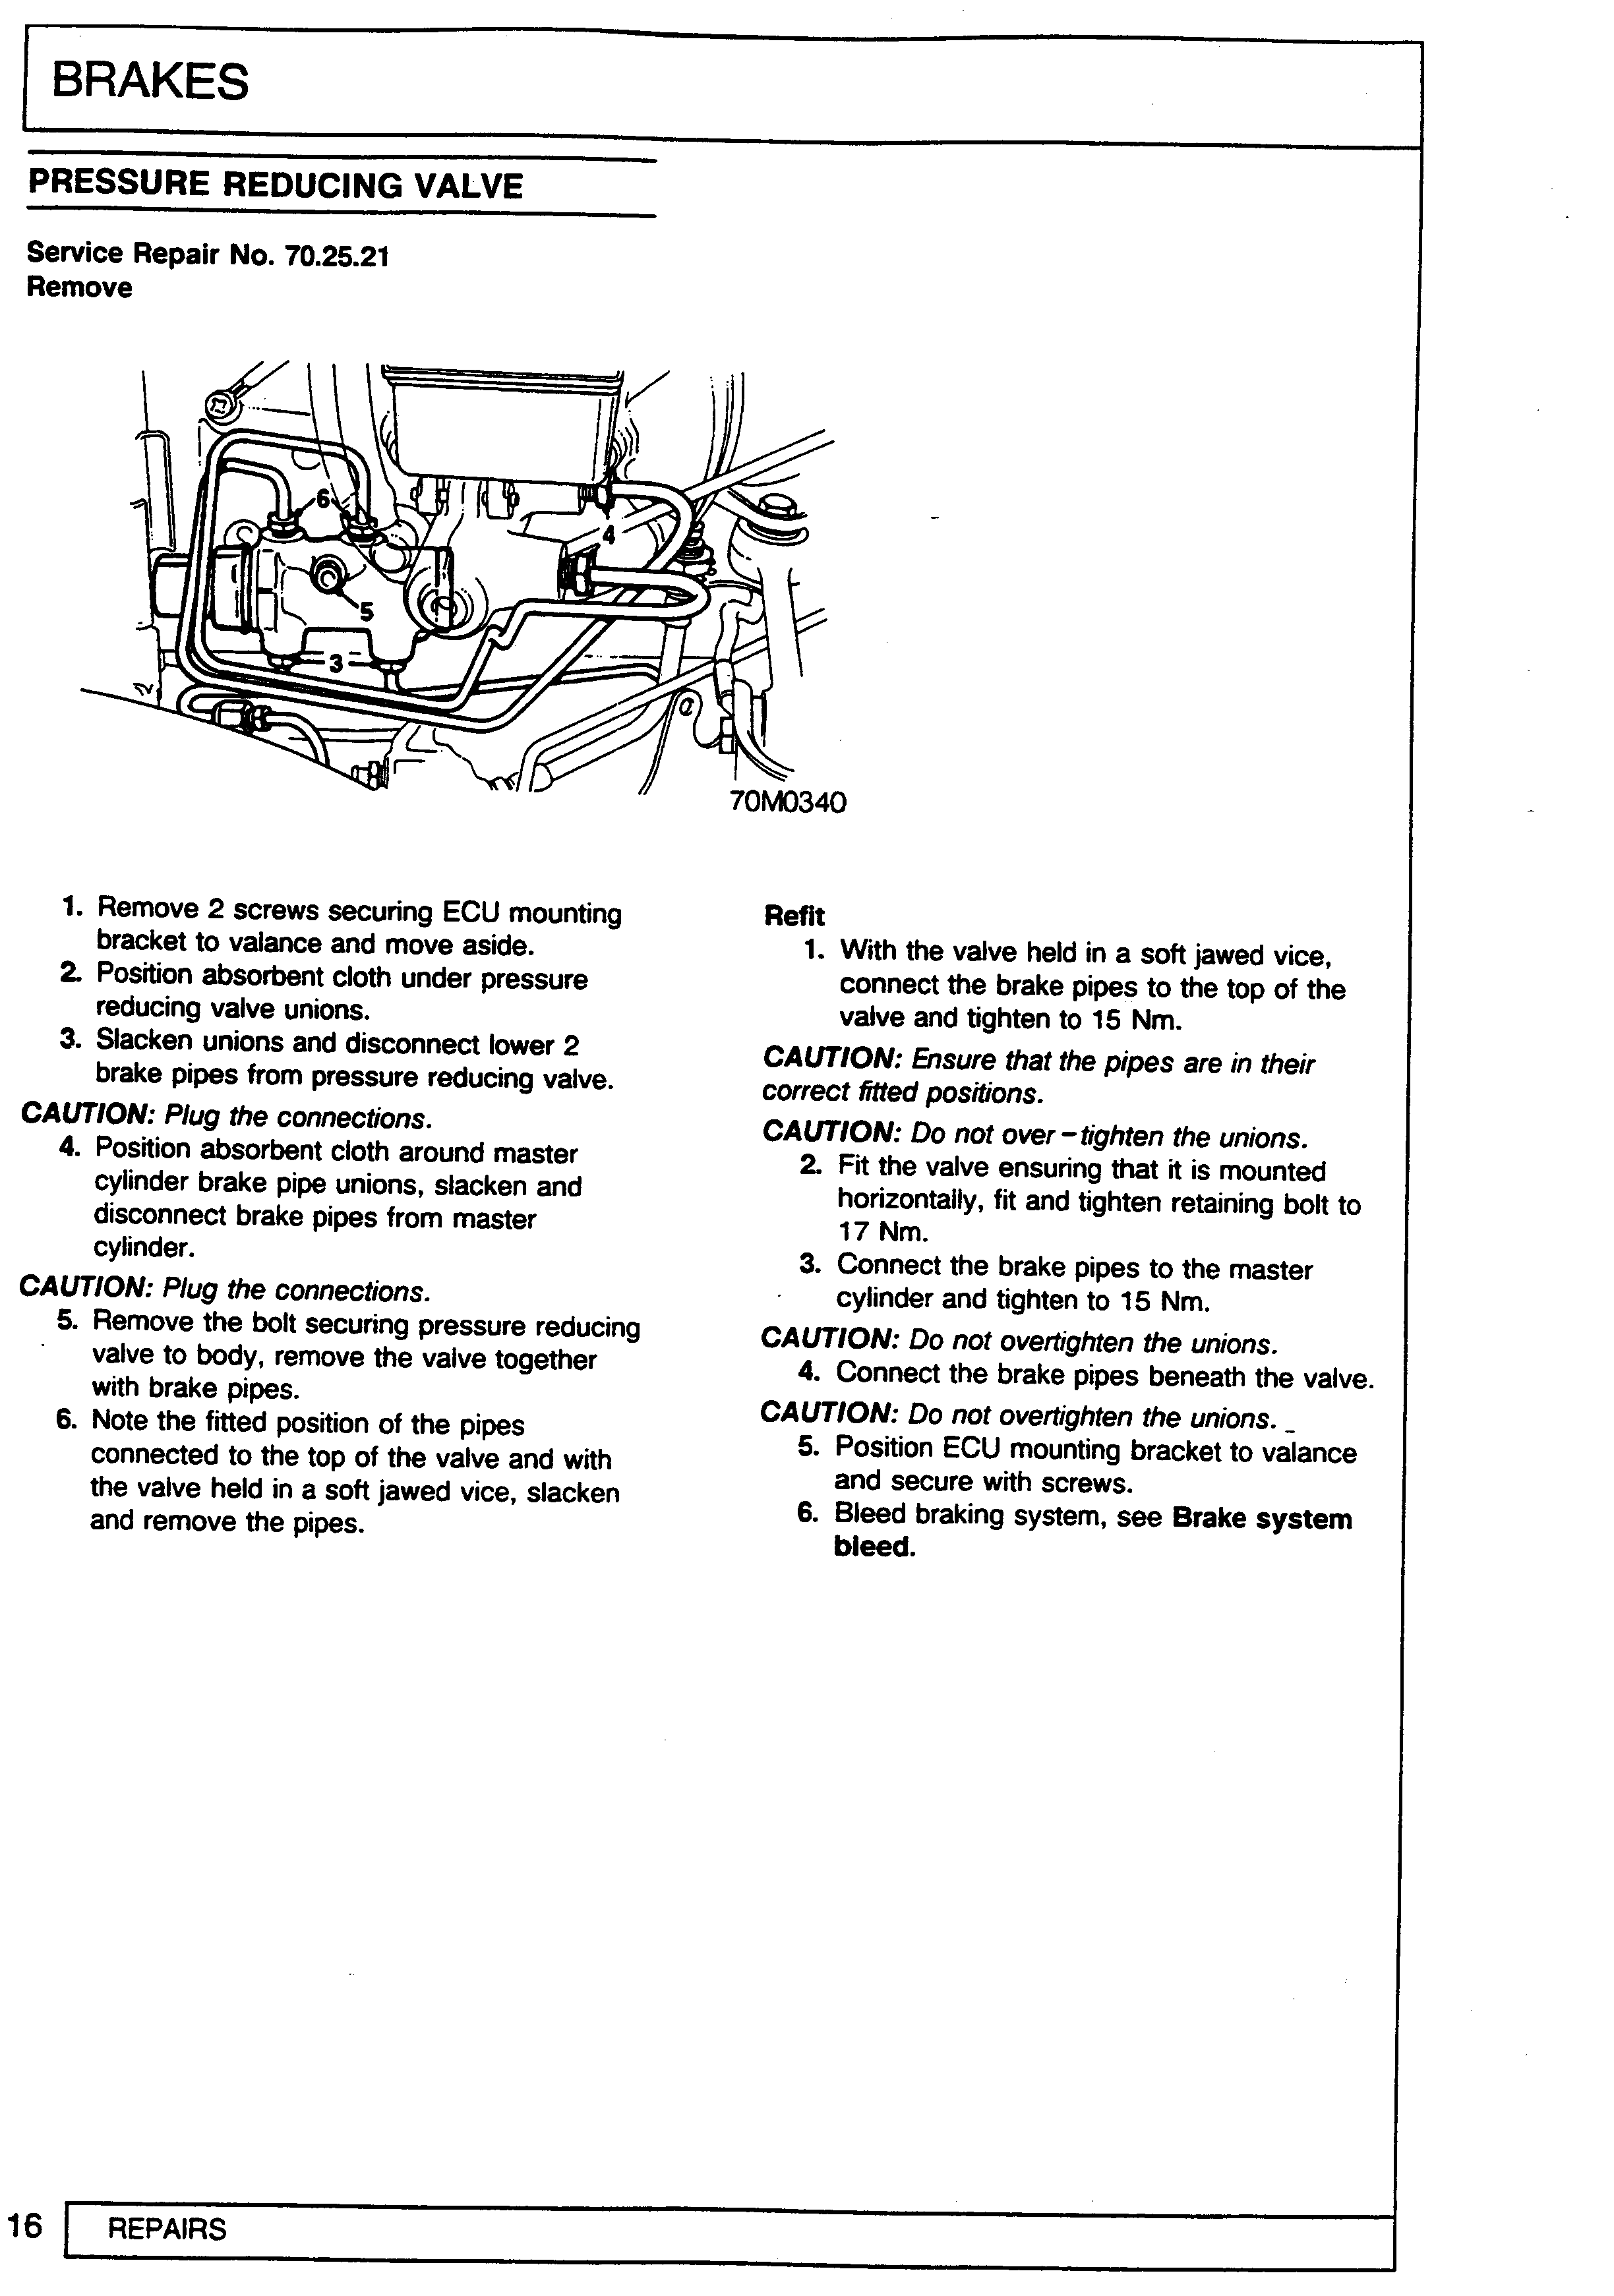 BRAKES
PRESSURE REDUCING VALVE
Service Repair No. 70.25.21
Remove
6
4
5
3
70M0340
1. Remove 2 screws securing ECU mounting
bracket to valance and move aside.
2. Position absorbent cloth under pressure
reducing valve unions.
3. Slacken unions and disconnect lower 2
brake pipes from pressure reducing valve.
CAUTION: Plug the connections.
4. Position absorbent cloth around master
cylinder brake pipe unions, slacken and
disconnect brake pipes from master
cylinder.
CAUTION: Plug the connections.
5. Remove the bolt securing pressure reducing
valve to body, remove the valve together
with brake pipes.
6. Note the fitted position of the pipes
connected to the top of the valve and with
the valve held in a soft jawed vice, slacken
and remove the pipes.
Refit
1. With the valve held in a soft jawed vice,
connect the brake pipes to the top of the
valve and tighten to 15 Nm.
CAUTION: Ensure that the pipes are in their
correct fitted positions.
CAUTION: Do not over-tighten the unions.
2. Fit the valve ensuring that it is mounted
horizontally, fit and tighten retaining bolt to
17 Nm.
3. Connect the brake pipes to the master
cylinder and tighten to 15 Nm.
CAUTION: Do not overtighten the unions.
4. Connect the brake pipes beneath the valve.
CAUTION: Do not overtighten the unions.
5. Position ECU mounting bracket to valance
and secure with screws.
6. Bleed braking system, see Brake system
bleed.
16
REPAIRS